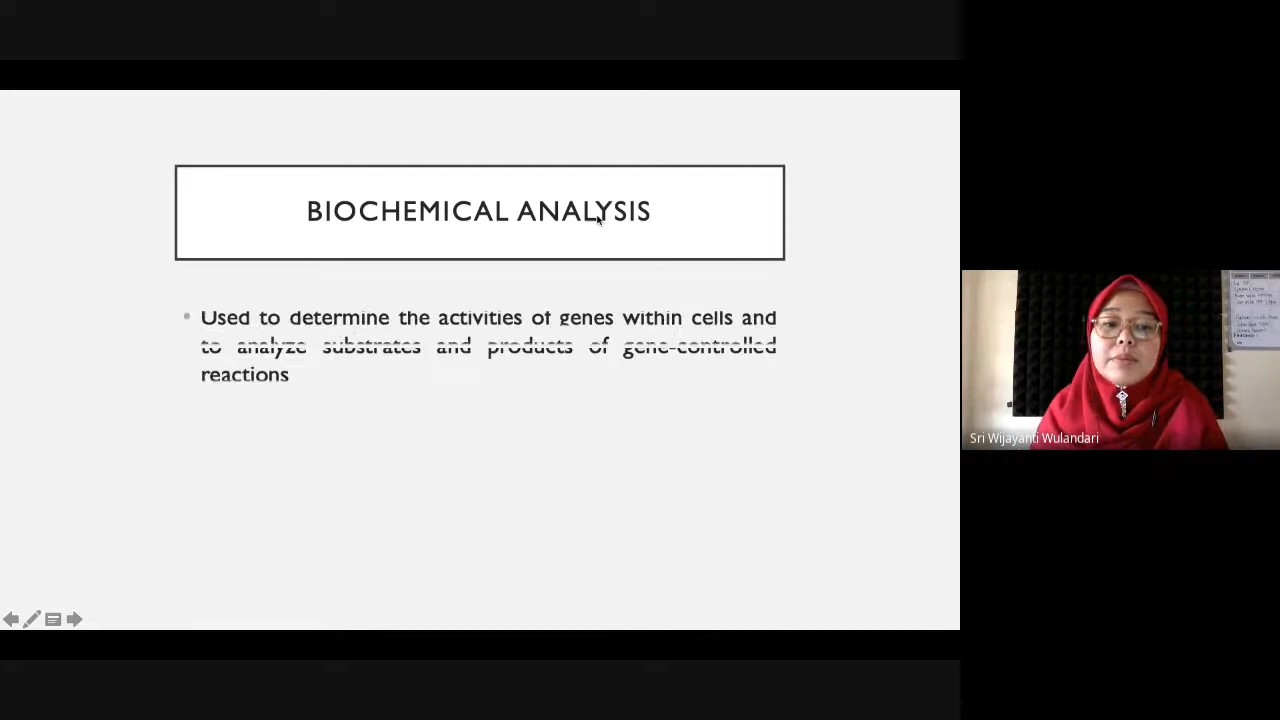 BIOCHEMICAL ANALYSIS
Used to determine the activities of genes within cells and
to analyze substrates and products of gene-controlled
reactions
Sri Wijayanti Wulandari